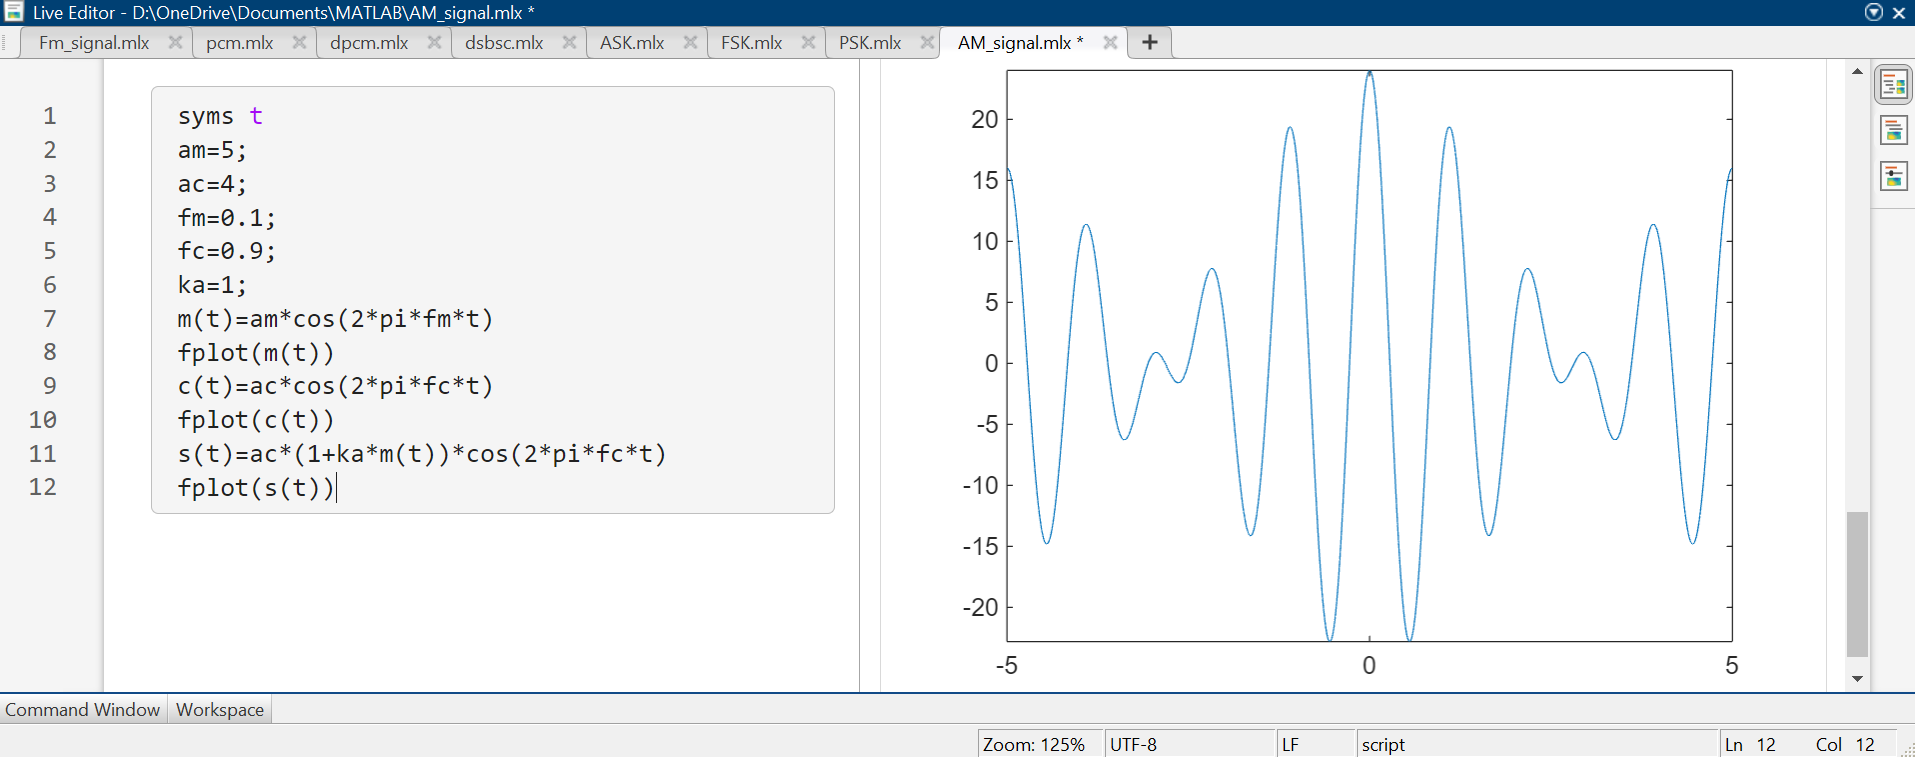 Live Editor - D:\OneDrive\Documents\MATLAB\AM_signal.mlx *
Fm_signal.mlx pcm.mlx dpcm.mlx dsbsc.mlx ASK.mlx FSK.mlx PSK.mlx AM_signal.mlx *
1 syms t
2 am=5;
3 ac=4;
4 fm=0.1;
5 fc=0.9;
6 ka=1;
7 m(t)=am*cos(2*pi*fm*t)
8 fplot(m(t))
9 c(t)=ac*cos(2*pi*fc*t)
10 fplot(c(t))
11 s(t)=ac*(1+ka*m(t))*cos(2*pi*fc*t)
12 fplot(s(t))
20
15
10
5
0
-5
-10
-15
-20
-5 0 5
Command Window Workspace
Zoom: 125% UTF-8 LF script Ln 12 Col 12